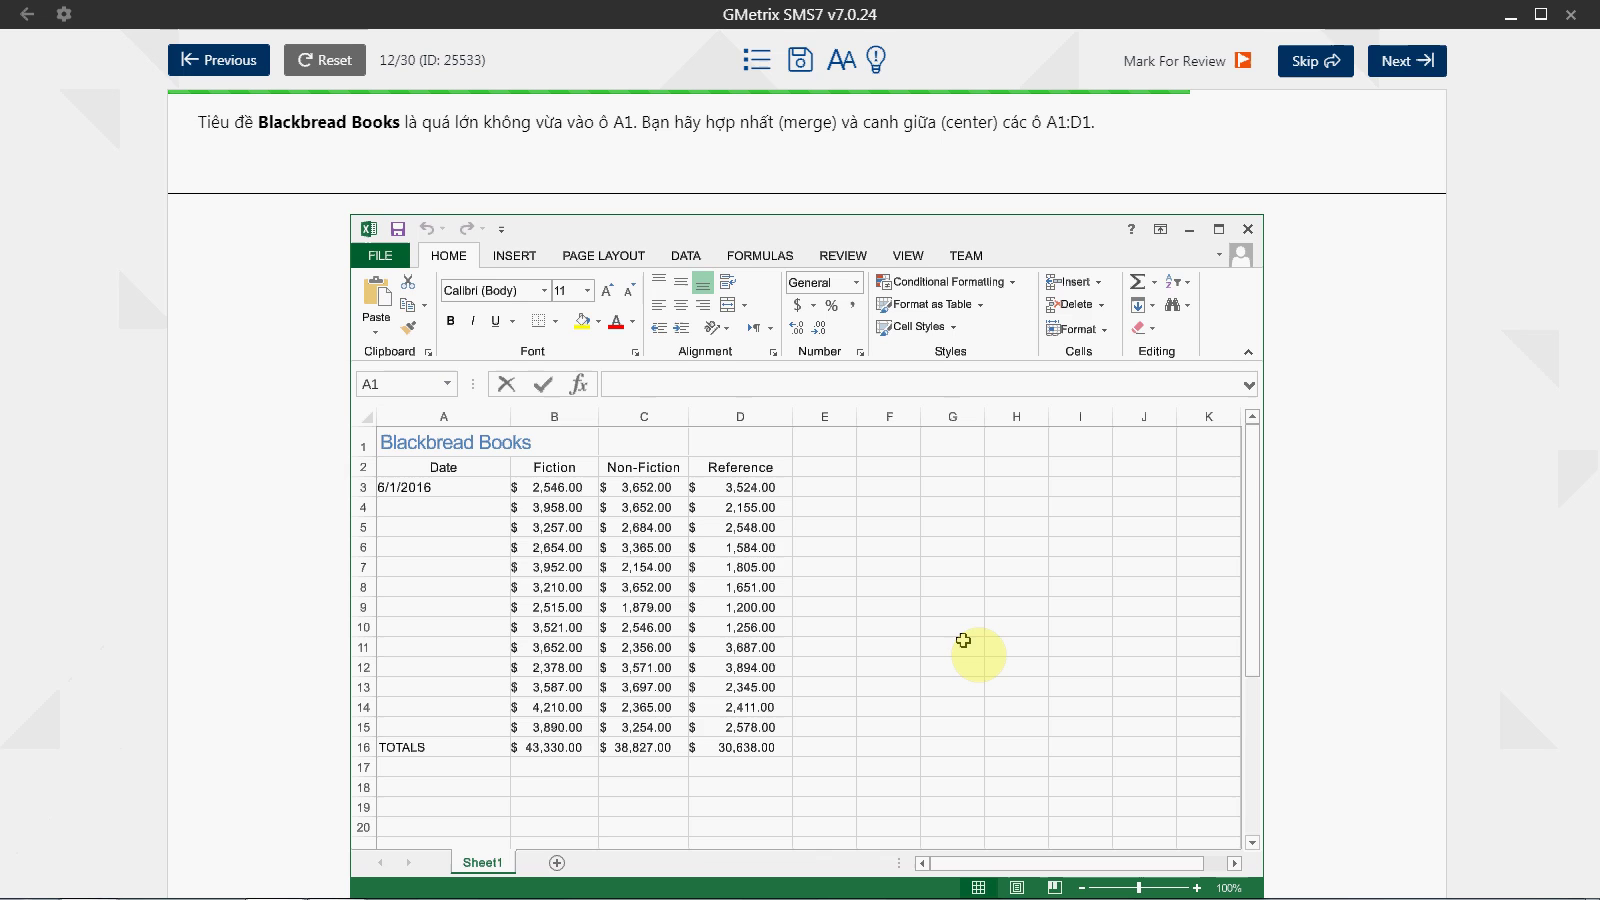 GMetrix SMS7 v7.0.24
Previous Reset 12/30 (ID: 25533) Mark For Review Skip Next
Tiêu đề Blackbread Books là quá lớn không vừa vào ô A1. Bạn hãy hợp nhất (merge) và canh giữa (center) các ô A1:D1.
FILE HOME INSERT PAGE LAYOUT DATA FORMULAS REVIEW VIEW TEAM
Calibri (Body) 11 General Conditional Formatting Insert
Paste $ % Format as Table Delete
B I U A Cell Styles Format
Clipboard Font Alignment Number Styles Cells Editing
A1 fx
A B C D E F G H I J K
1 Blackbread Books
2 Date Fiction Non-Fiction Reference
3 6/1/2016 $ 2,546.00 $ 3,652.00 $ 3,524.00
4 $ 3,958.00 $ 3,652.00 $ 2,155.00
5 $ 3,257.00 $ 2,684.00 $ 2,548.00
6 $ 2,654.00 $ 3,365.00 $ 1,584.00
7 $ 3,952.00 $ 2,154.00 $ 1,805.00
8 $ 3,210.00 $ 3,652.00 $ 1,651.00
9 $ 2,515.00 $ 1,879.00 $ 1,200.00
10 $ 3,521.00 $ 2,546.00 $ 1,256.00
11 $ 3,652.00 $ 2,356.00 $ 3,687.00
12 $ 2,378.00 $ 3,571.00 $ 3,894.00
13 $ 3,587.00 $ 3,697.00 $ 2,345.00
14 $ 4,210.00 $ 2,365.00 $ 2,411.00
15 $ 3,890.00 $ 3,254.00 $ 2,578.00
16 TOTALS $ 43,330.00 $ 38,827.00 $ 30,638.00
17
18
19
20
Sheet1
100%